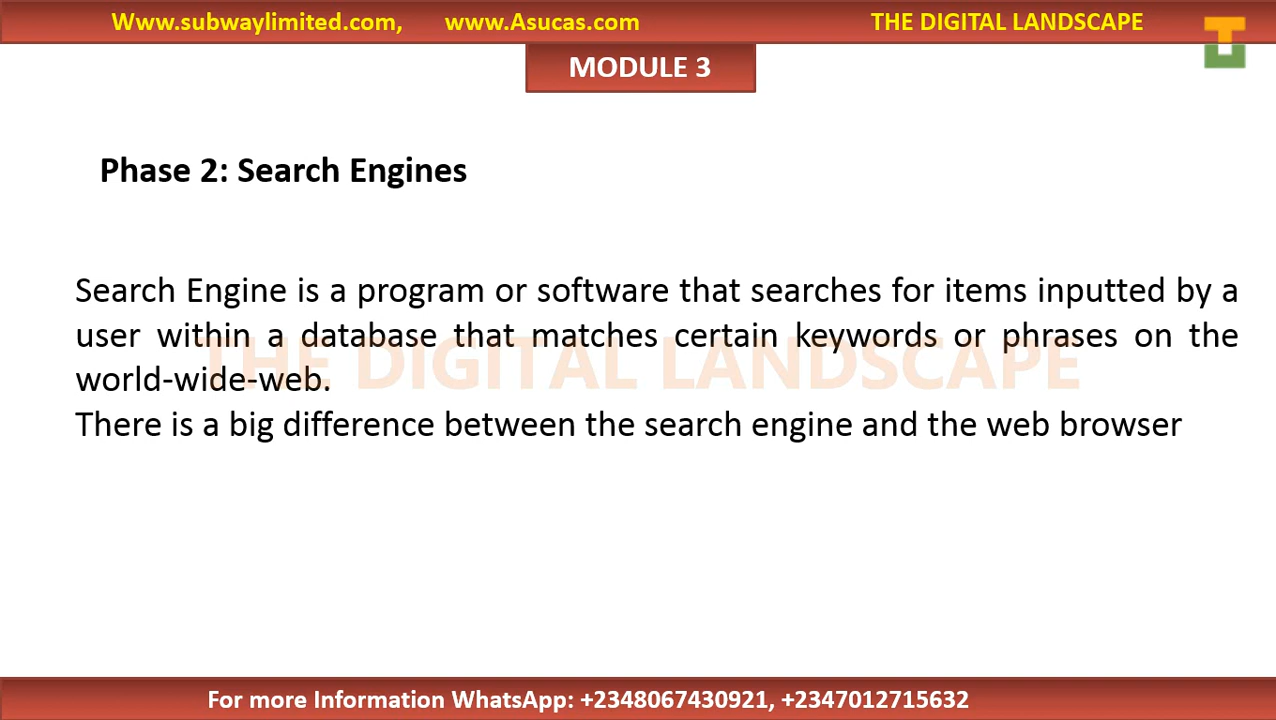 Www.subwaylimited.com, www.Asucas.com THE DIGITAL LANDSCAPE
MODULE 3
Phase 2: Search Engines
Search Engine is a program or software that searches for items inputted by a
user within a database that matches certain keywords or phrases on the
THE DIGITAL LANDSCAPE
world-wide-web.
There is a big difference between the search engine and the web browser
For more Information WhatsApp: +2348067430921, +2347012715632